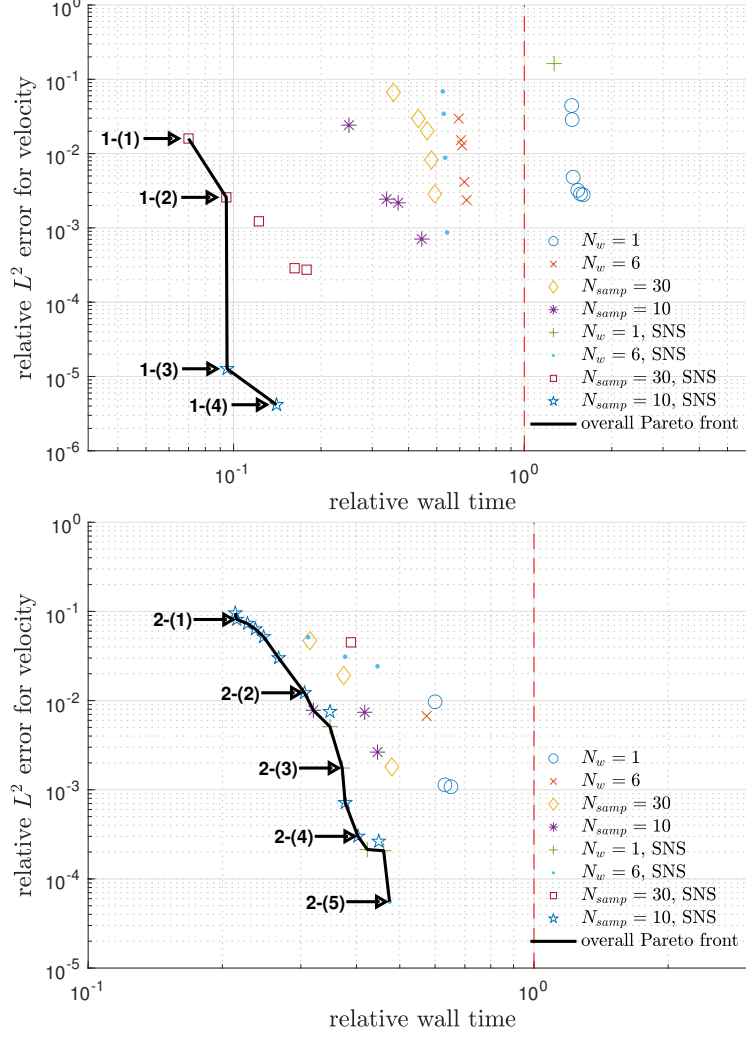 10^0
10^-1
10^-2
10^-3
10^-4
10^-5
10^-6
relative L^2 error for velocity
1-(1)
1-(2)
1-(3)
1-(4)
N_w = 1
N_w = 6
N_samp = 30
N_samp = 10
N_w = 1, SNS
N_w = 6, SNS
N_samp = 30, SNS
N_samp = 10, SNS
overall Pareto front
10^-1
10^0
relative wall time
10^0
10^-1
10^-2
10^-3
10^-4
10^-5
relative L^2 error for velocity
2-(1)
2-(2)
2-(3)
2-(4)
2-(5)
N_w = 1
N_w = 6
N_samp = 30
N_samp = 10
N_w = 1, SNS
N_w = 6, SNS
N_samp = 30, SNS
N_samp = 10, SNS
overall Pareto front
10^-1
10^0
relative wall time